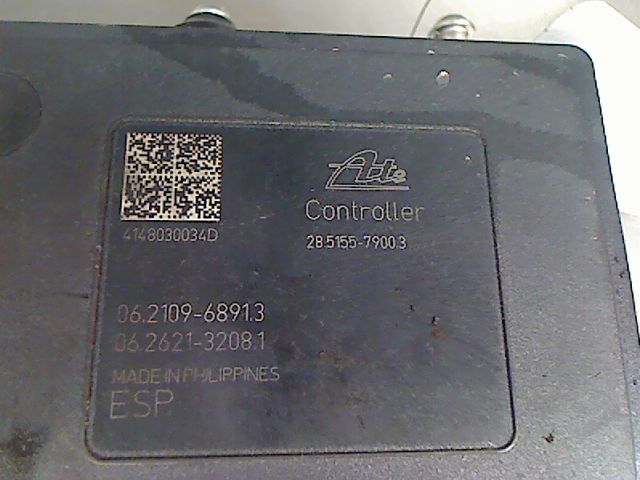 Ate
Controller
28.5155-7900.3
4148030034D
06.2109-6891.3
06.2621-3208.1
MADE IN PHILIPPINES
ESP